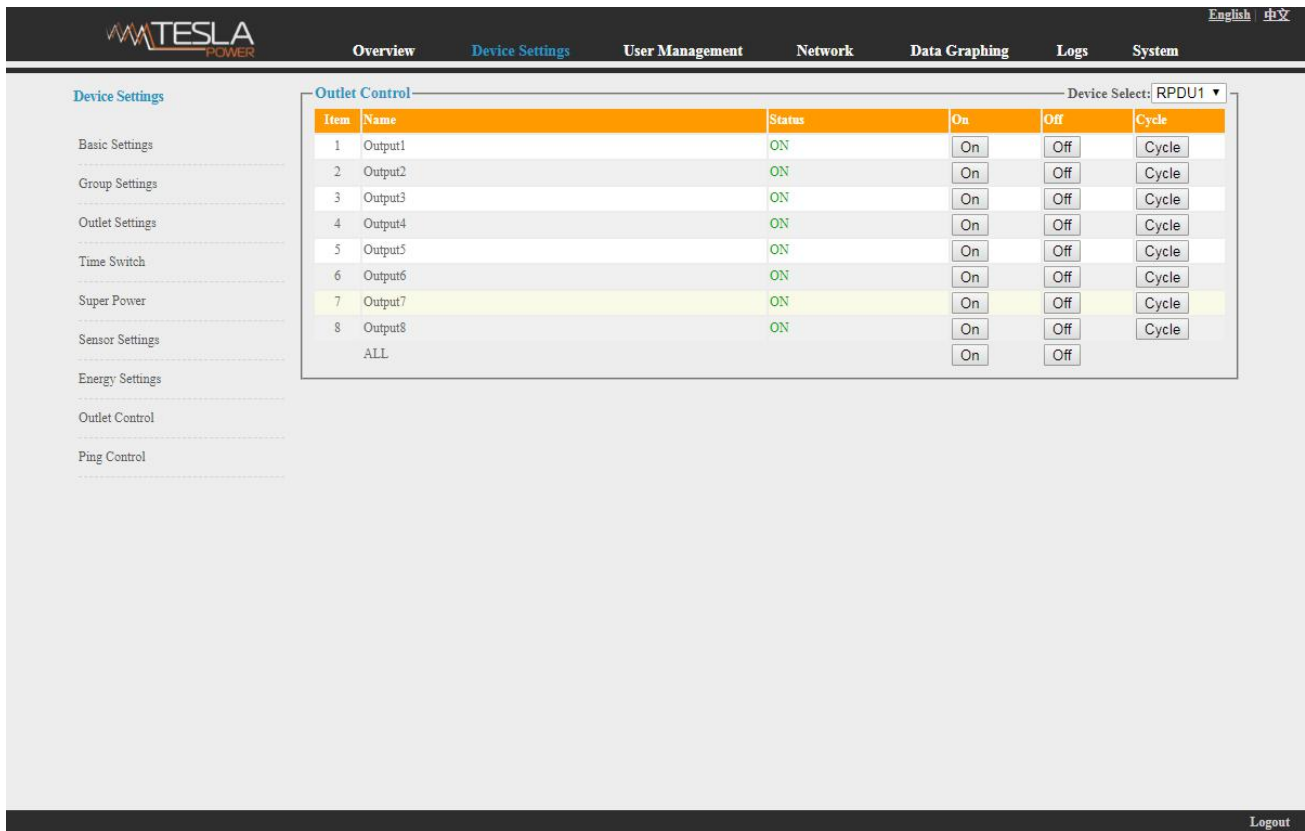 English | 中文
TESLA
POWER
Overview Device Settings User Management Network Data Graphing Logs System
Device Settings
Basic Settings
Group Settings
Outlet Settings
Time Switch
Super Power
Sensor Settings
Energy Settings
Outlet Control
Ping Control
Outlet Control Device Select: RPDU1
Item Name Status On Off Cycle
1 Output1 ON On Off Cycle
2 Output2 ON On Off Cycle
3 Output3 ON On Off Cycle
4 Output4 ON On Off Cycle
5 Output5 ON On Off Cycle
6 Output6 ON On Off Cycle
7 Output7 ON On Off Cycle
8 Output8 ON On Off Cycle
ALL On Off
Logout